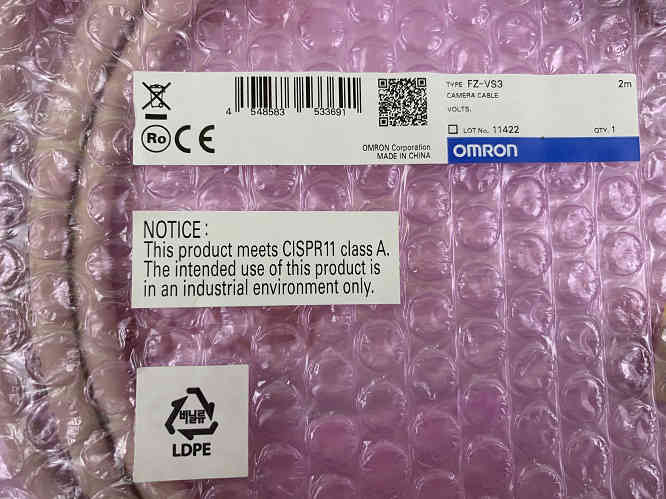 4 548583 533691
Ro CE
OMRON Corporation
MADE IN CHINA
TYPE FZ-VS3 2m
CAMERA CABLE
VOLTS.
LOT No. 11422 QTY. 1
OMRON
NOTICE :
This product meets CISPR11 class A.
The intended use of this product is
in an industrial environment only.
비닐류
LDPE